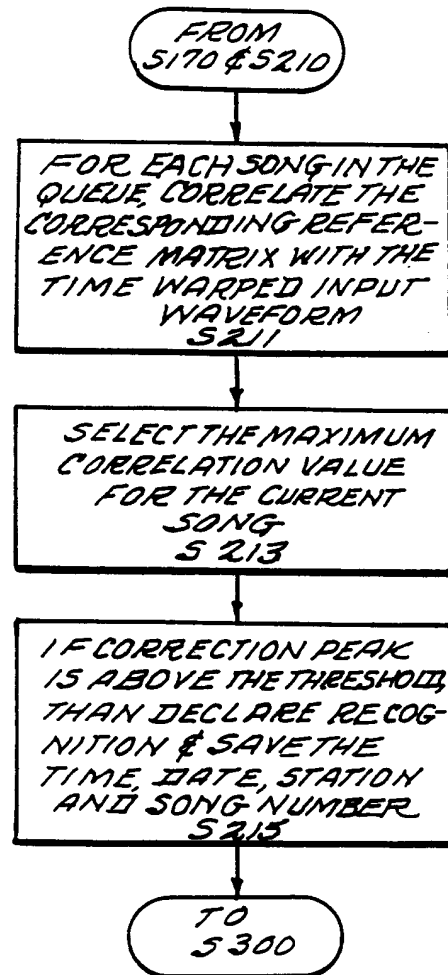 FROM
S170 & S210
FOR EACH SONG IN THE
QUEUE, CORRELATE THE
CORRESPONDING REFER-
ENCE MATRIX WITH THE
TIME WARPED INPUT
WAVEFORM
S211
SELECT THE MAXIMUM
CORRELATION VALUE
FOR THE CURRENT
SONG
S213
IF CORRECTION PEAK
IS ABOVE THE THRESHOLD,
THAN DECLARE RECOG-
NITION & SAVE THE
TIME, DATE, STATION
AND SONG NUMBER
S215
TO
S300